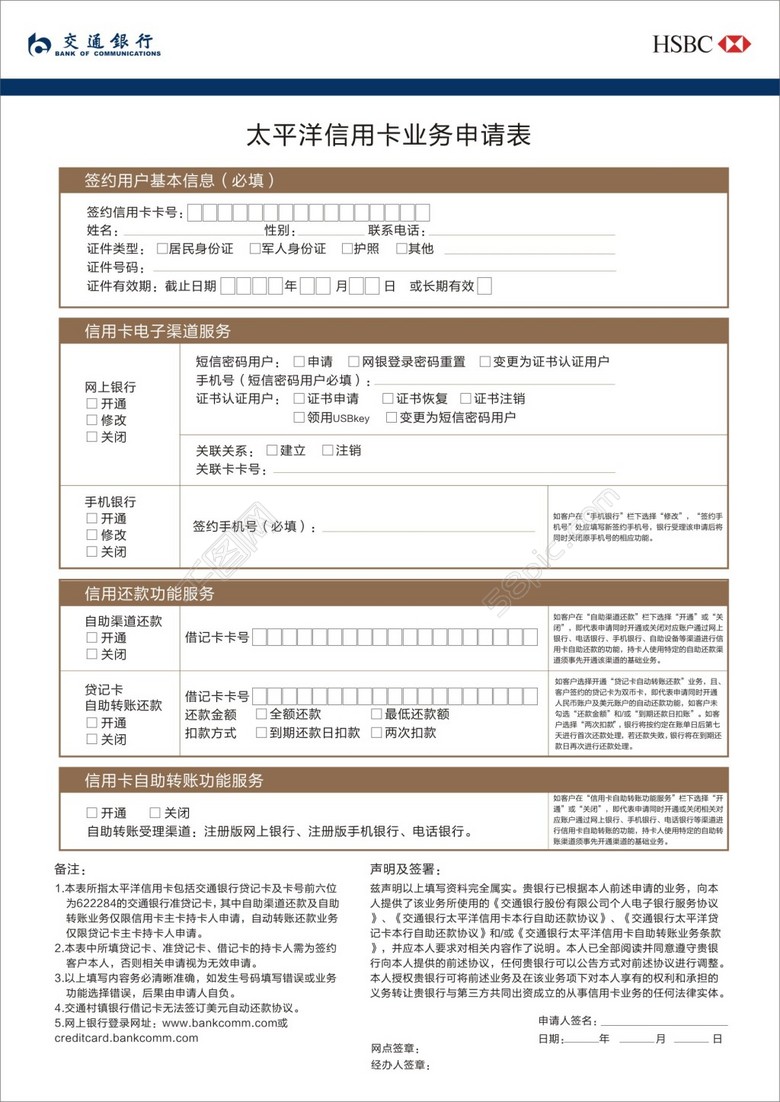 交通銀行
BANK OF COMMUNICATIONS
HSBC
太平洋信用卡业务申请表
签约用户基本信息（必填）
签约信用卡卡号：
姓名： 性别： 联系电话：
证件类型： □居民身份证 □军人身份证 □护照 □其他
证件号码：
证件有效期：截止日期 □□□□年□□月□□日 或长期有效□
信用卡电子渠道服务
网上银行
□ 开通
□ 修改
□ 关闭
短信密码用户： □ 申请 □ 网银登录密码重置 □ 变更为证书认证用户
手机号（短信密码用户必填）：
证书认证用户： □ 证书申请 □ 证书恢复 □ 证书注销
□ 领用USBkey □ 变更为短信密码用户
关联关系： □ 建立 □ 注销
关联卡卡号：
手机银行
□ 开通
□ 修改
□ 关闭
签约手机号（必填）：
如客户在“手机银行”栏下选择“修改”，“签约手
机号”处应填写新签约手机号，银行受理该申请后将
同时关闭原手机号的相应功能。
信用还款功能服务
自助渠道还款
□ 开通
□ 关闭
借记卡卡号
如客户在“自助渠道还款”栏下选择“开通”或“关
闭”，即代表申请同时开通或关闭对应账户通过网上银
行、电话银行、手机银行、自助设备等渠道进行信
用卡自助还款的功能，持卡人使用特定的自助还款渠
道须事先开通该渠道的基础业务。
贷记卡
自助转账还款
□ 开通
□ 关闭
借记卡卡号
还款金额 □ 全额还款 □ 最低还款额
扣款方式 □ 到期还款日扣款 □ 两次扣款
如客户选择开通“贷记卡自动转账还款”业务，且、
客户签约的贷记卡为双币卡，即代表申请同时开通
人民币账户及美元账户的自动还款功能，如客户未
勾选“还款金额”和/或“到期还款日扣账”。如客
户选择“两次扣款”，银行将按约定在账单日后第七
天进行首次还款处理，若还款失败，银行将在到期还
款日再次进行还款处理。
信用卡自助转账功能服务
□ 开通 □ 关闭
自助转账受理渠道：注册版网上银行、注册版手机银行、电话银行。
如客户在“信用卡自助转账功能服务”栏下选择“开
通”或“关闭”，即代表申请同时开通或关闭相关对
应账户通过网上银行、手机银行、电话银行等渠道进
行信用卡自助转账的功能，持卡人使用特定的自助转
账渠道须事先开通渠道的基础业务。
备注：
1.本表所指太平洋信用卡包括交通银行贷记卡及卡号前六位
为622284的交通银行准贷记卡，其中自助渠道还款及自助
转账业务仅限信用卡主卡持卡人申请，自动转账还款业务
仅限贷记卡主卡持卡人申请。
2.本表中所填贷记卡、准贷记卡、借记卡的持卡人需为签约
客户本人，否则相关申请视为无效申请。
3.以上填写内容务必清晰准确，如发生号码填写错误或业务
功能选择错误，后果由申请人自负。
4.交通村镇银行借记卡无法签订美元自动还款协议。
5.网上银行登录网址：www.bankcomm.com或
creditcard.bankcomm.com
声明及签署：
兹声明以上填写资料完全属实。贵银行已根据本人前述申请的业务，向本
人提供了该业务所使用的《交通银行股份有限公司个人电子银行服务协议
》、《交通银行太平洋信用卡本行自助还款协议》、《交通银行太平洋贷
记卡本行自助还款协议》和/或《交通银行太平洋信用卡自助转账业务条款
》，并应本人要求对相关内容作了说明。本人已全部阅读并同意遵守贵银
行向本人提供的前述协议，任何贵银行可以公告方式对前述协议进行调整。
本人授权贵银行可将前述业务及在该业务项下对本人享有的权利和承担的
义务转让贵银行与第三方共同出资成立的从事信用卡业务的任何法律实体。
申请人签名：
日期： 年 月 日
网点签章：
经办人签章：
千图网
58pic.com